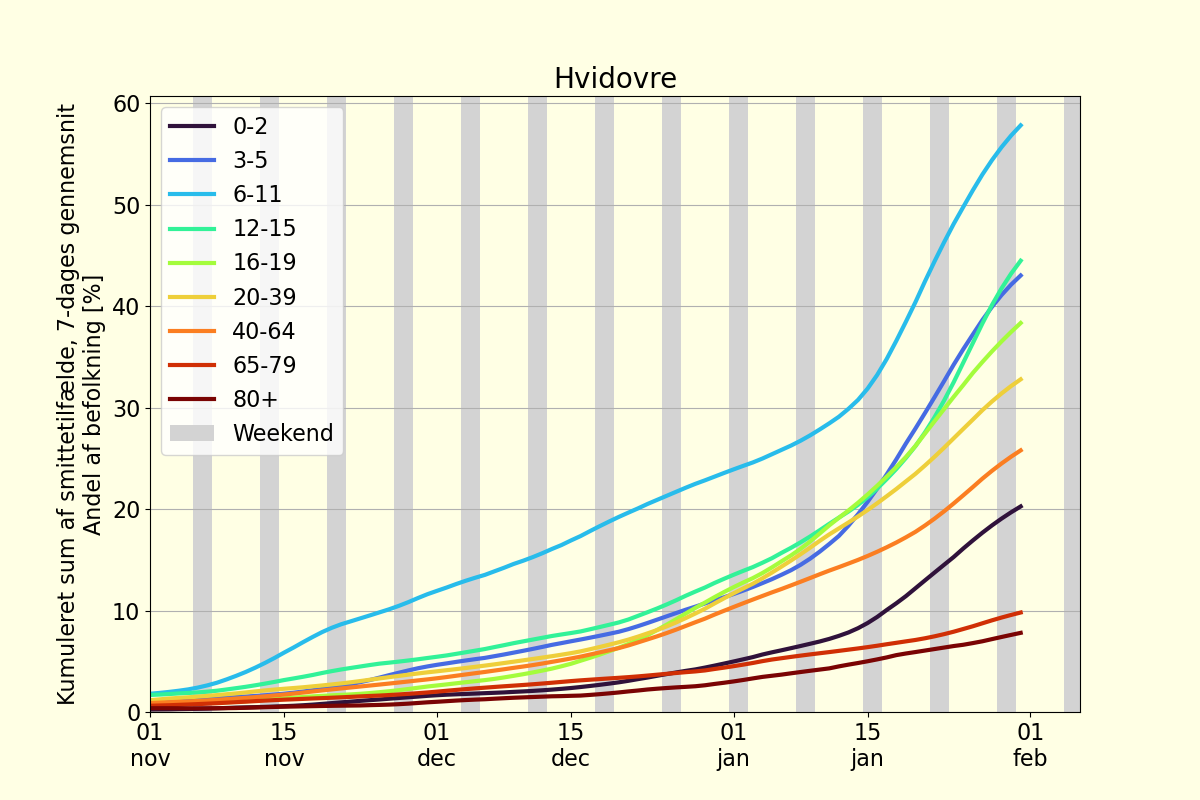 Hvidovre
Kumuleret sum af smittetilfælde, 7-dages gennemsnit
Andel af befolkning [%]
60
50
40
30
20
10
0
0-2
3-5
6-11
12-15
16-19
20-39
40-64
65-79
80+
Weekend
01 15 01 15 01 15 01
nov nov dec dec jan jan feb